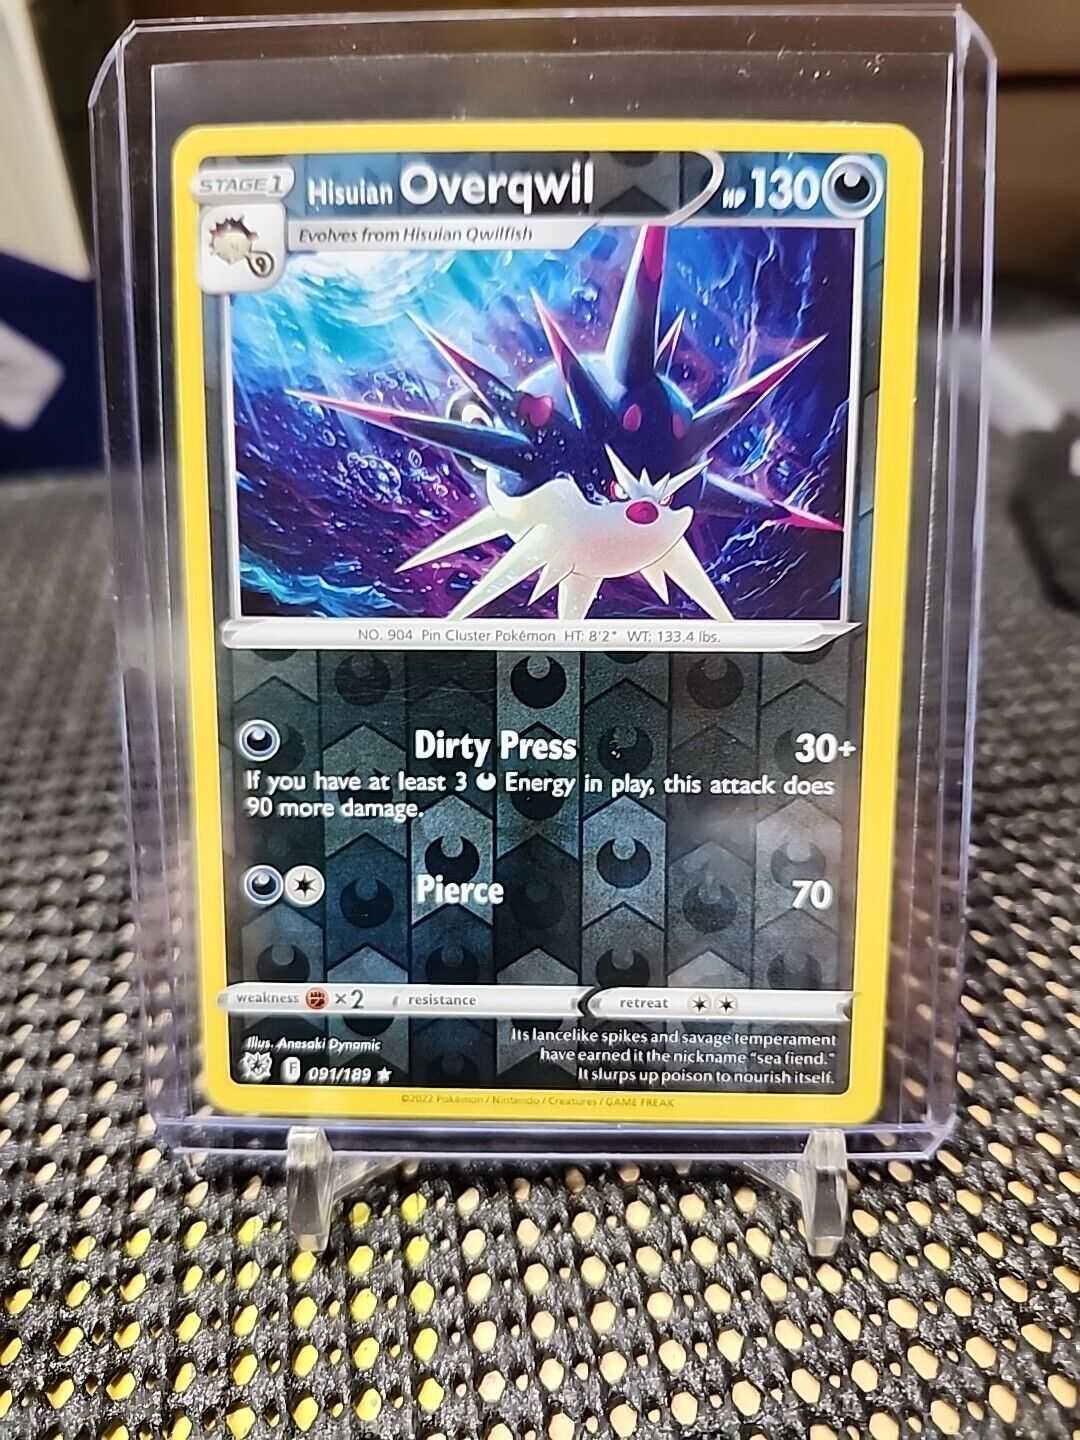 STAGE 1 Hisuian Overqwil HP 130
Evolves from Hisuian Qwilfish
NO. 904 Pin Cluster Pokémon HT: 8'2" WT: 133.4 lbs.
Dirty Press 30+
If you have at least 3 Energy in play, this attack does
90 more damage.
Pierce 70
weakness ×2 resistance retreat
Illus. Anesaki Dynamic
F 091/189 ★
Its lancelike spikes and savage temperament
have earned it the nickname "sea fiend."
It slurps up poison to nourish itself.
©2022 Pokémon / Nintendo / Creatures / GAME FREAK